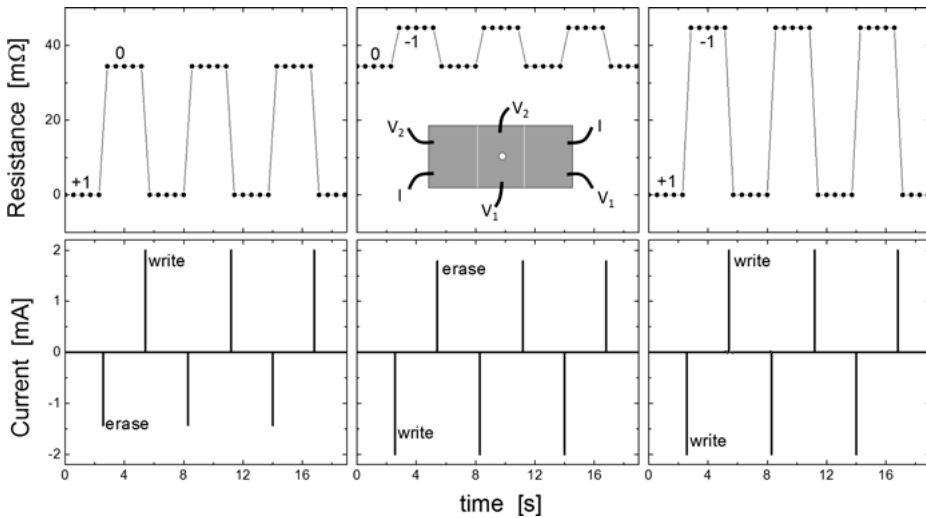 Resistance [mΩ]
40
20
0
+1
0
0
-1
-1
+1
V2
V2
I
I
V1
V1
Current [mA]
2
1
0
-1
-2
write
erase
erase
write
write
write
0 4 8 12 16
0 4 8 12 16
0 4 8 12 16
time [s]